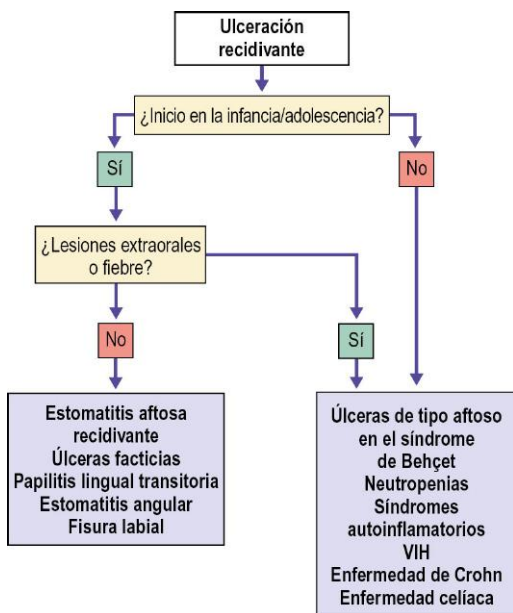 Ulceración
recidivante
¿Inicio en la infancia/adolescencia?
Sí
No
¿Lesiones extraorales
o fiebre?
No
Sí
Estomatitis aftosa
recidivante
Úlceras facticias
Papilitis lingual transitoria
Estomatitis angular
Fisura labial
Úlceras de tipo aftoso
en el síndrome
de Behçet
Neutropenias
Síndromes
autoinflamatorios
VIH
Enfermedad de Crohn
Enfermedad celíaca